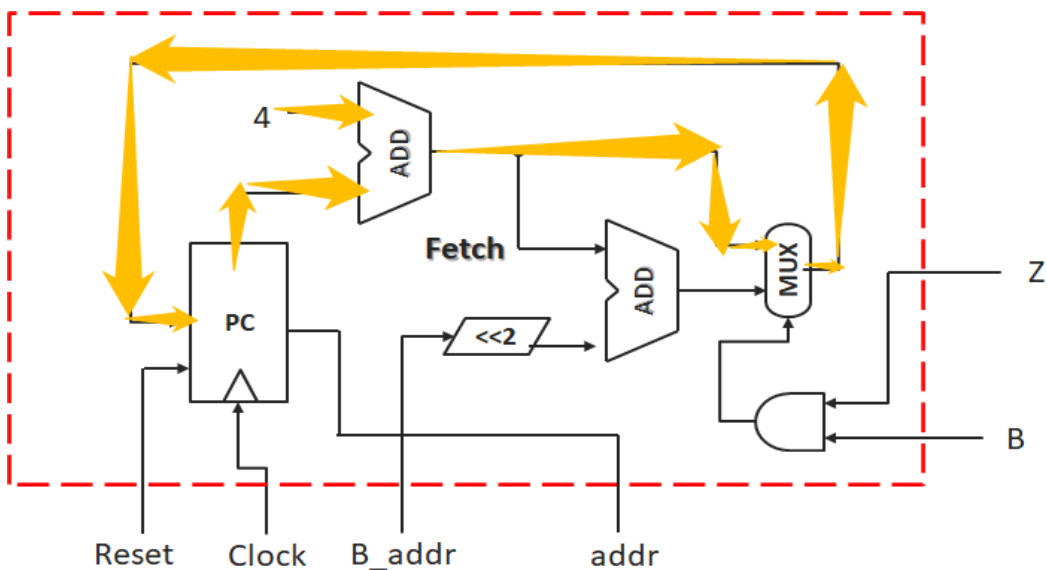 4
ADD
Fetch
ADD
MUX
Z
PC
<<2
B
Reset
Clock
B_addr
addr